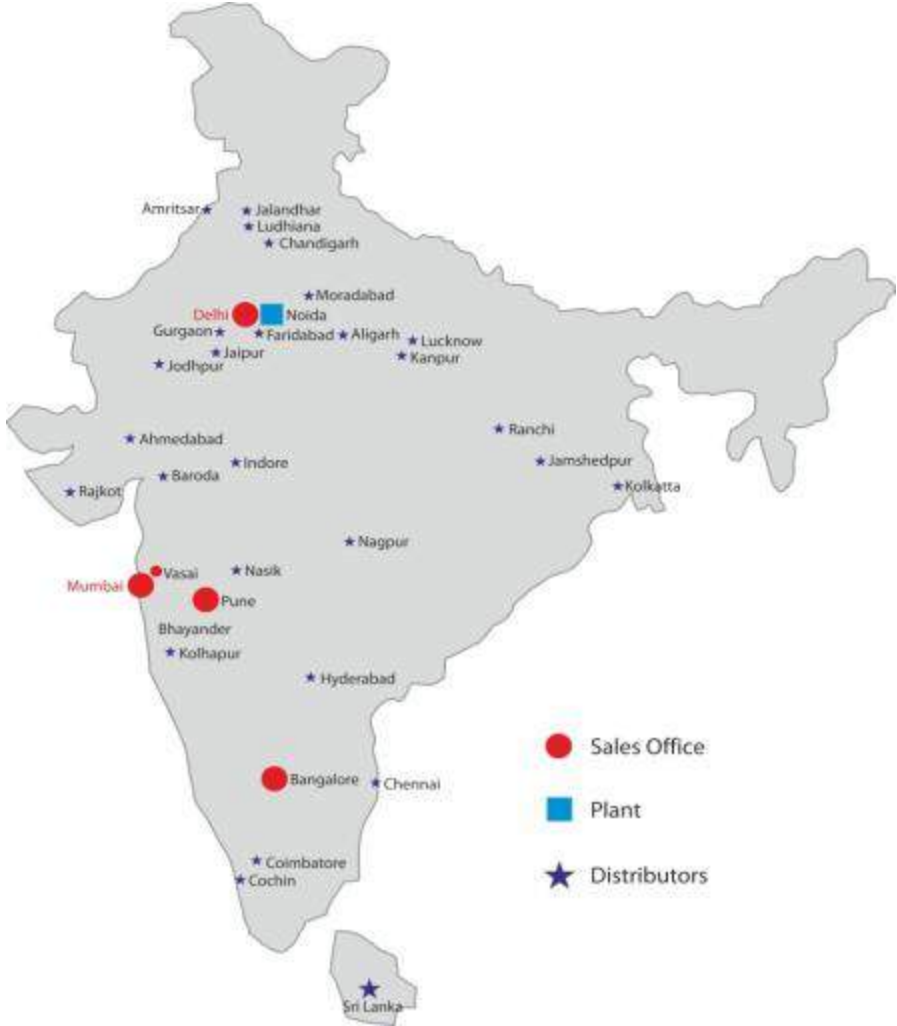 Amritsar
Jalandhar
Ludhiana
Chandigarh
Moradabad
Delhi
Noida
Gurgaon
Faridabad
Aligarh
Lucknow
Jaipur
Kanpur
Jodhpur
Ranchi
Ahmedabad
Indore
Jamshedpur
Baroda
Kolkatta
Rajkot
Nagpur
Vasai
Nasik
Mumbai
Pune
Bhayander
Kolhapur
Hyderabad
Sales Office
Bangalore
Chennai
Plant
Coimbatore
Cochin
Distributors
Sri Lanka